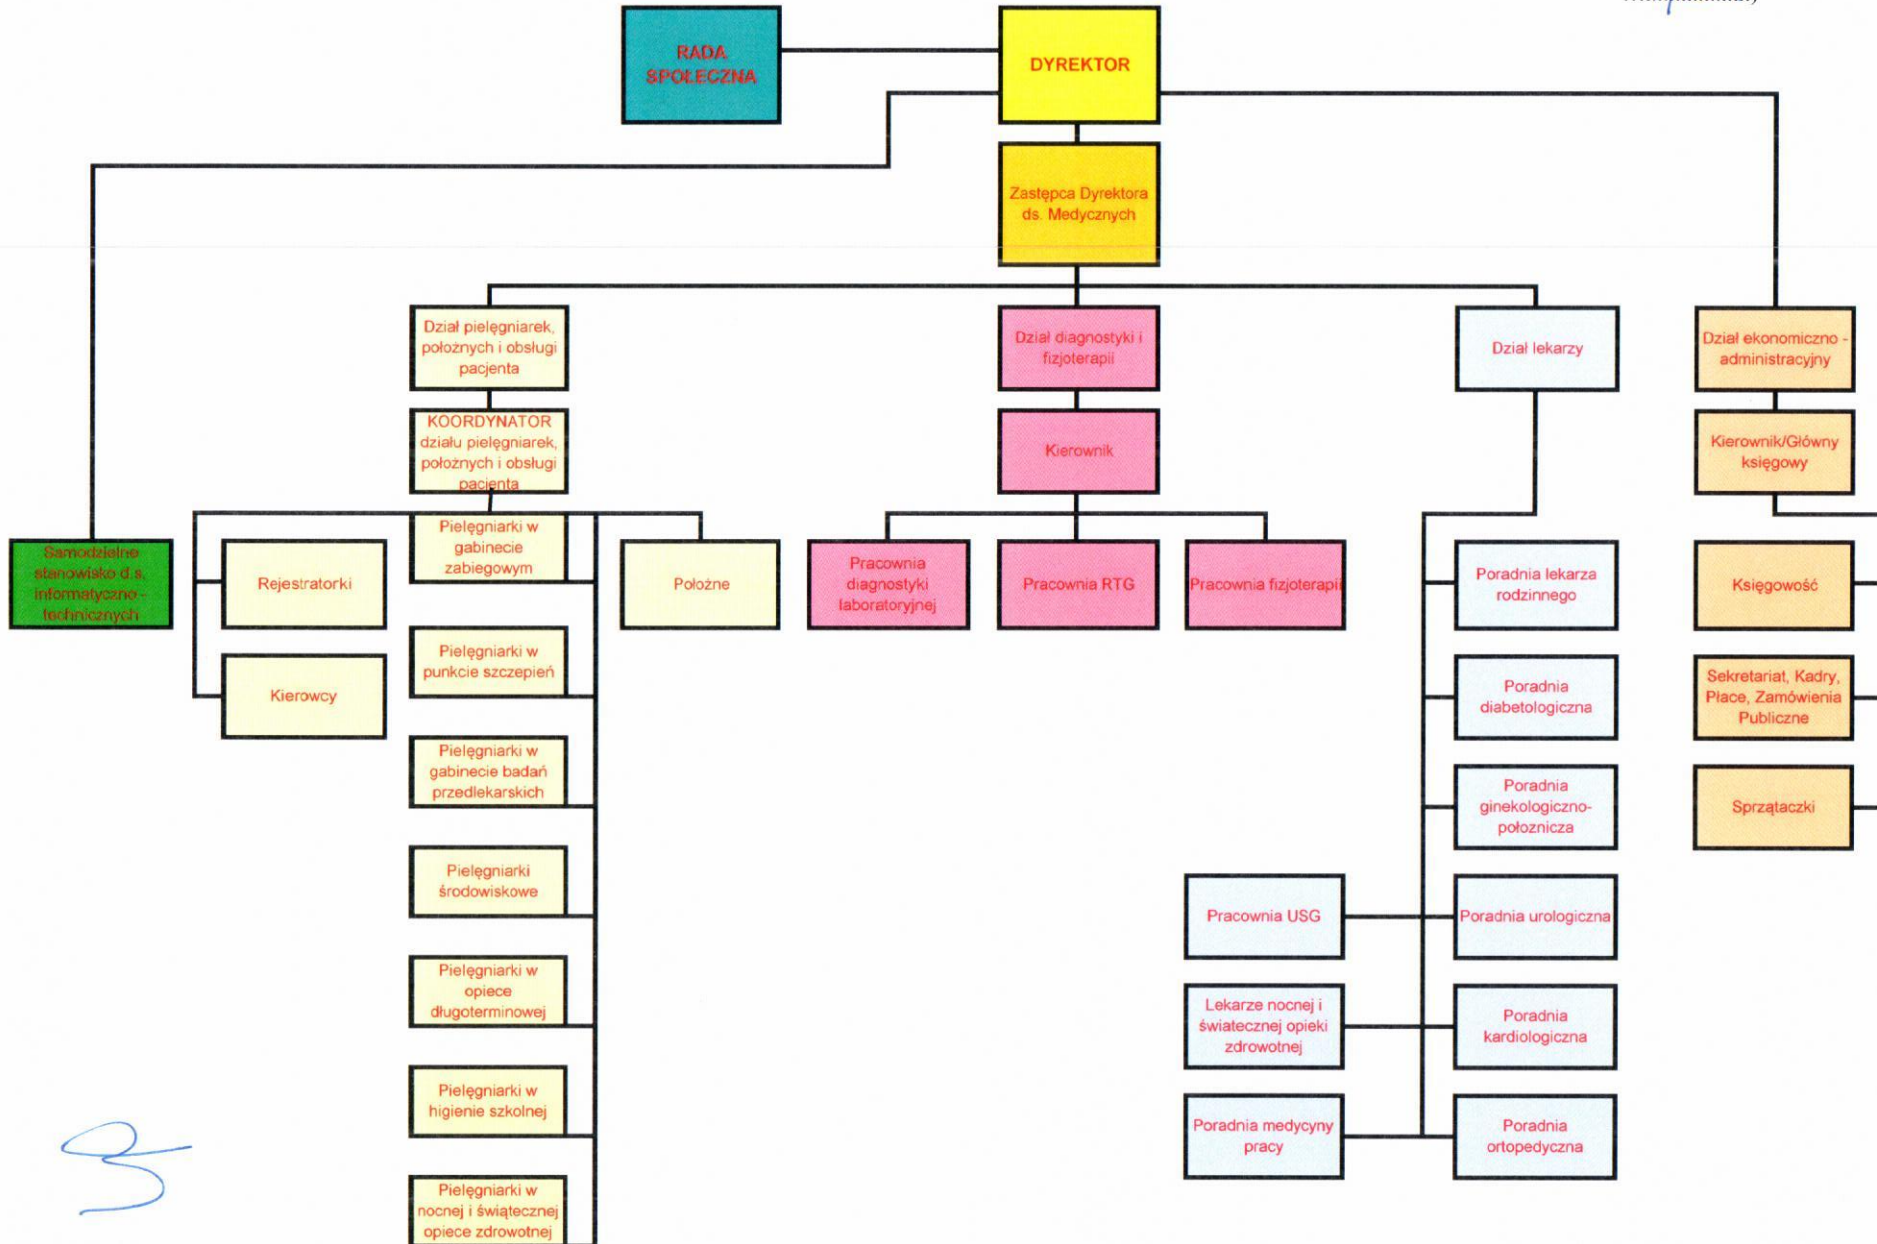 RADA
SPOŁECZNA
DYREKTOR
Zastępca Dyrektora
ds. Medycznych
Dział pielęgniarek,
położnych i obsługi
pacjenta
Dział diagnostyki i
fizjoterapii
Dział lekarzy
Dział ekonomiczno -
administracyjny
KOORDYNATOR
działu pielęgniarek,
położnych i obsługi
pacjenta
Kierownik
Kierownik/Główny
księgowy
Samodzielne
stanowisko d.s.
informatyczno -
technicznych
Rejestratorki
Kierowcy
Pielęgniarki w
gabinecie
zabiegowym
Pielęgniarki w
punkcie szczepień
Pielęgniarki w
gabinecie badań
przedlekarskich
Pielęgniarki
środowiskowe
Pielęgniarki w
opiece
długoterminowej
Pielęgniarki w
higienie szkolnej
Pielęgniarki w
nocnej i świątecznej
opiece zdrowotnej
Położne
Pracownia
diagnostyki
laboratoryjnej
Pracownia RTG
Pracownia fizjoterapii
Poradnia lekarza
rodzinnego
Poradnia
diabetologiczna
Poradnia
ginekologiczno-
położnicza
Pracownia USG
Poradnia urologiczna
Lekarze nocnej i
świątecznej opieki
zdrowotnej
Poradnia
kardiologiczna
Poradnia medycyny
pracy
Poradnia
ortopedyczna
Księgowość
Sekretariat, Kadry,
Płace, Zamówienia
Publiczne
Sprzątaczki